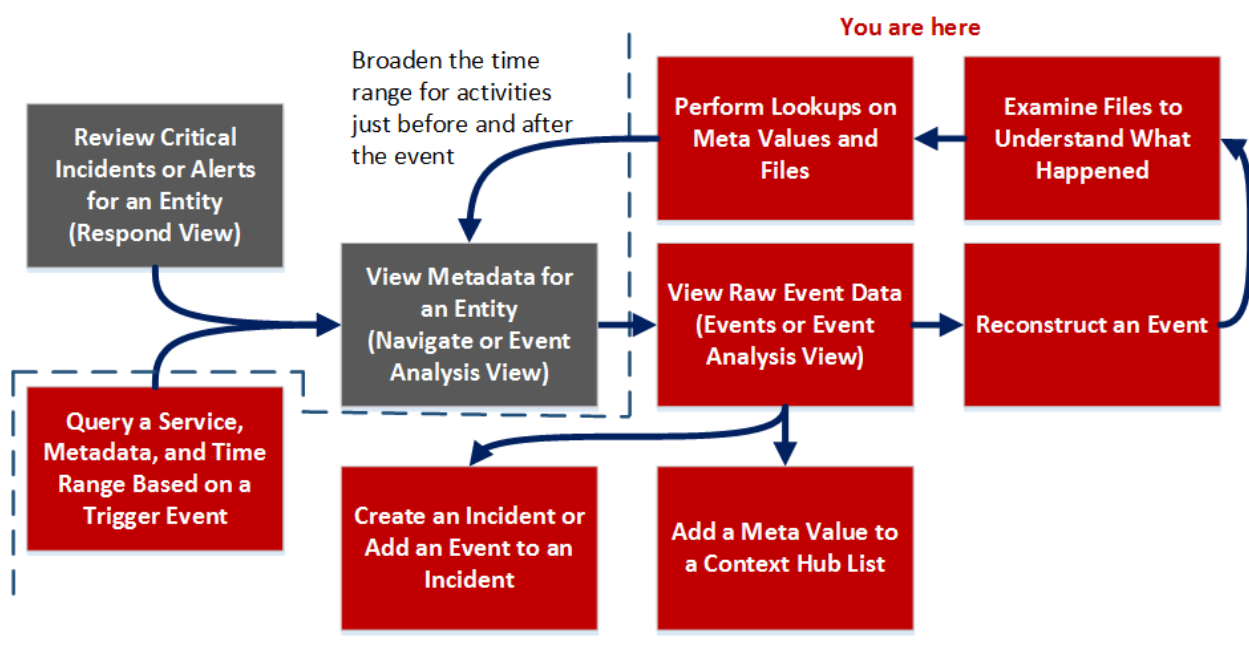 You are here
Broaden the time
range for activities
just before and after
the event
Perform Lookups on
Meta Values and
Files
Examine Files to
Understand What
Happened
Review Critical
Incidents or Alerts
for an Entity
(Respond View)
View Metadata for
an Entity
(Navigate or Event
Analysis View)
View Raw Event Data
(Events or Event
Analysis View)
Reconstruct an Event
Query a Service,
Metadata, and Time
Range Based on a
Trigger Event
Create an Incident or
Add an Event to an
Incident
Add a Meta Value to
a Context Hub List